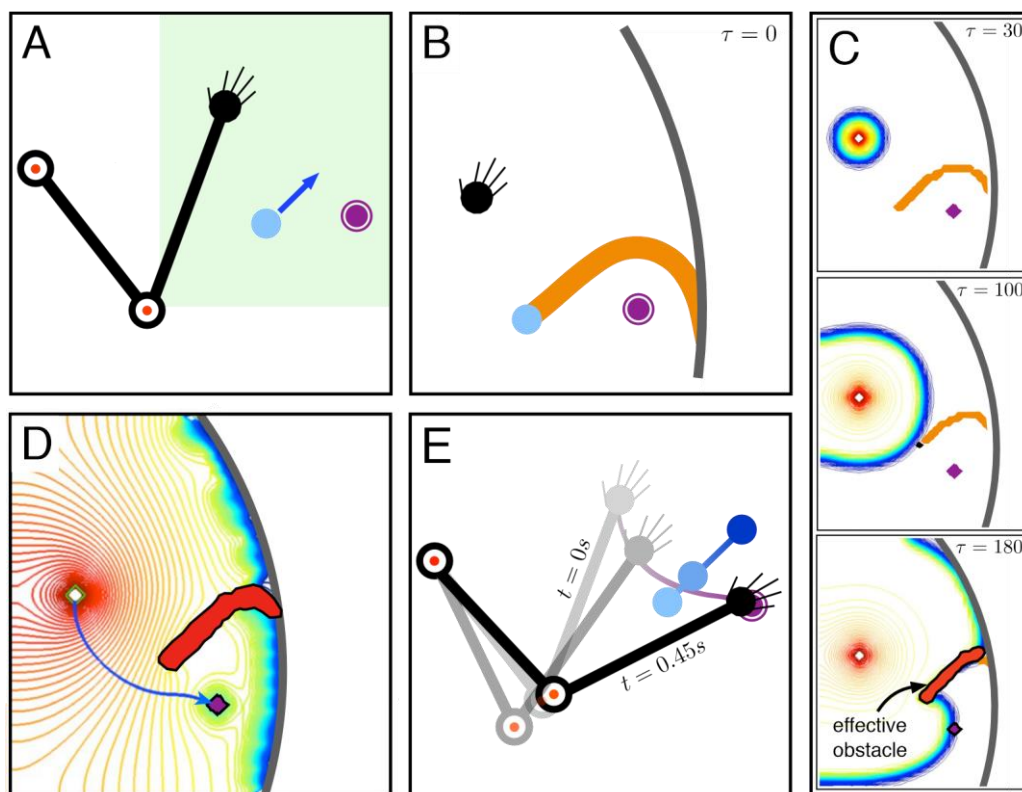 A
B
τ = 0
C
τ = 30
τ = 100
τ = 180
effective
obstacle
D
E
t = 0s
t = 0.45s